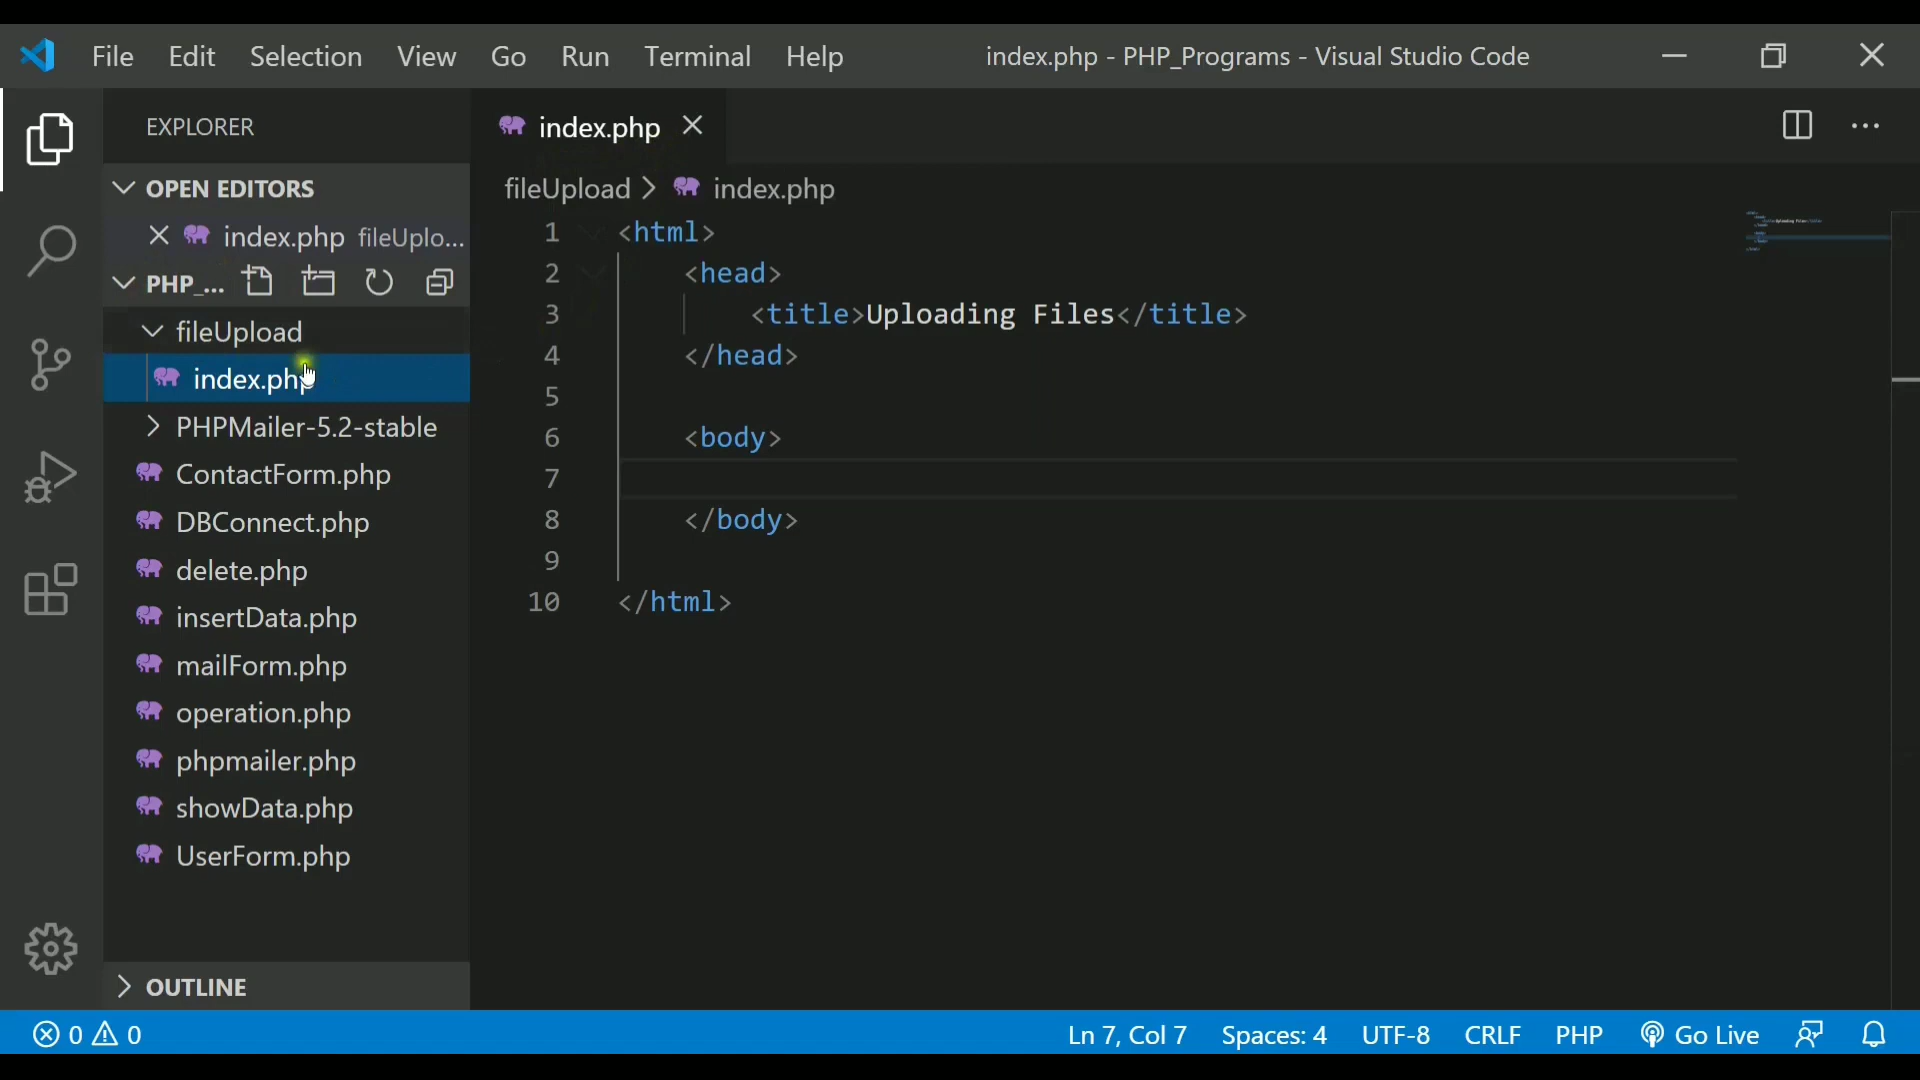 File Edit Selection View Go Run Terminal Help index.php - PHP_Programs - Visual Studio Code
EXPLORER
OPEN EDITORS
index.php fileUplo...
PHP_...
fileUpload
index.php
PHPMailer-5.2-stable
ContactForm.php
DBConnect.php
delete.php
insertData.php
mailForm.php
operation.php
phpmailer.php
showData.php
UserForm.php
OUTLINE
index.php
fileUpload > index.php
1 <html>
2 <head>
3 <title>Uploading Files</title>
4 </head>
5
6 <body>
7
8 </body>
9
10 </html>
0 0 Ln 7, Col 7 Spaces: 4 UTF-8 CRLF PHP Go Live